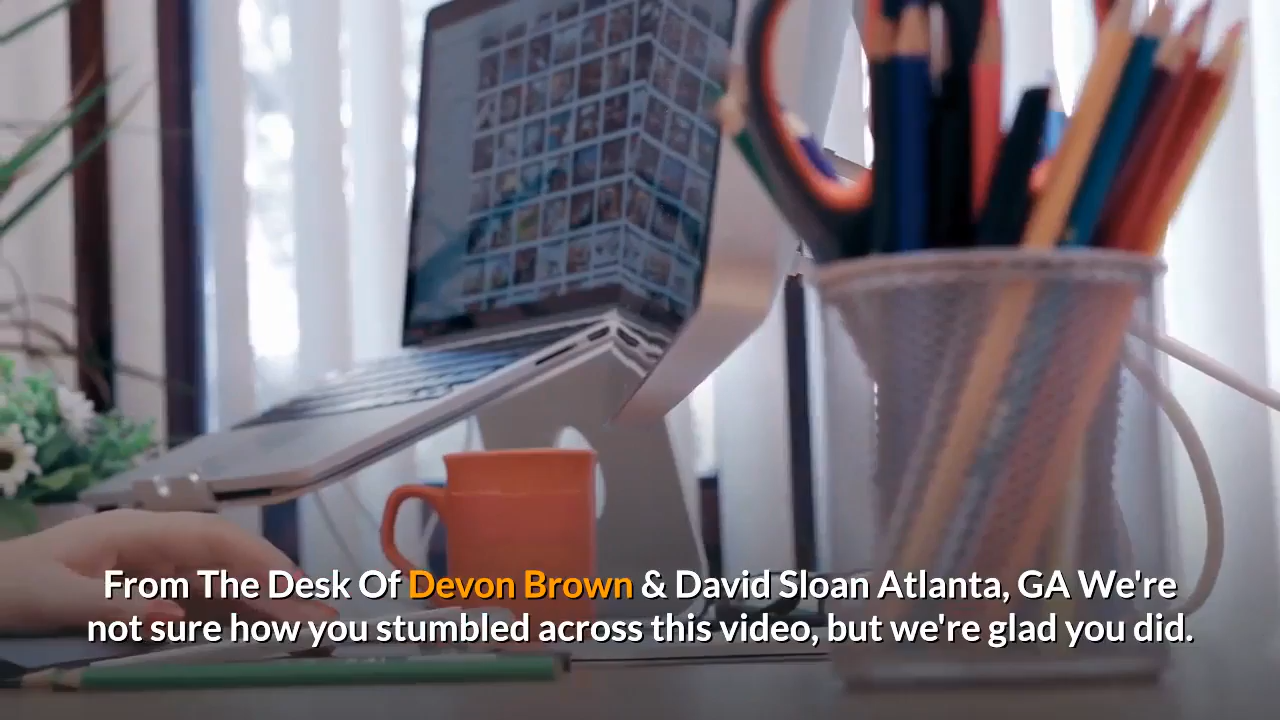 From The Desk Of Devon Brown & David Sloan Atlanta, GA We're
not sure how you stumbled across this video, but we're glad you did.